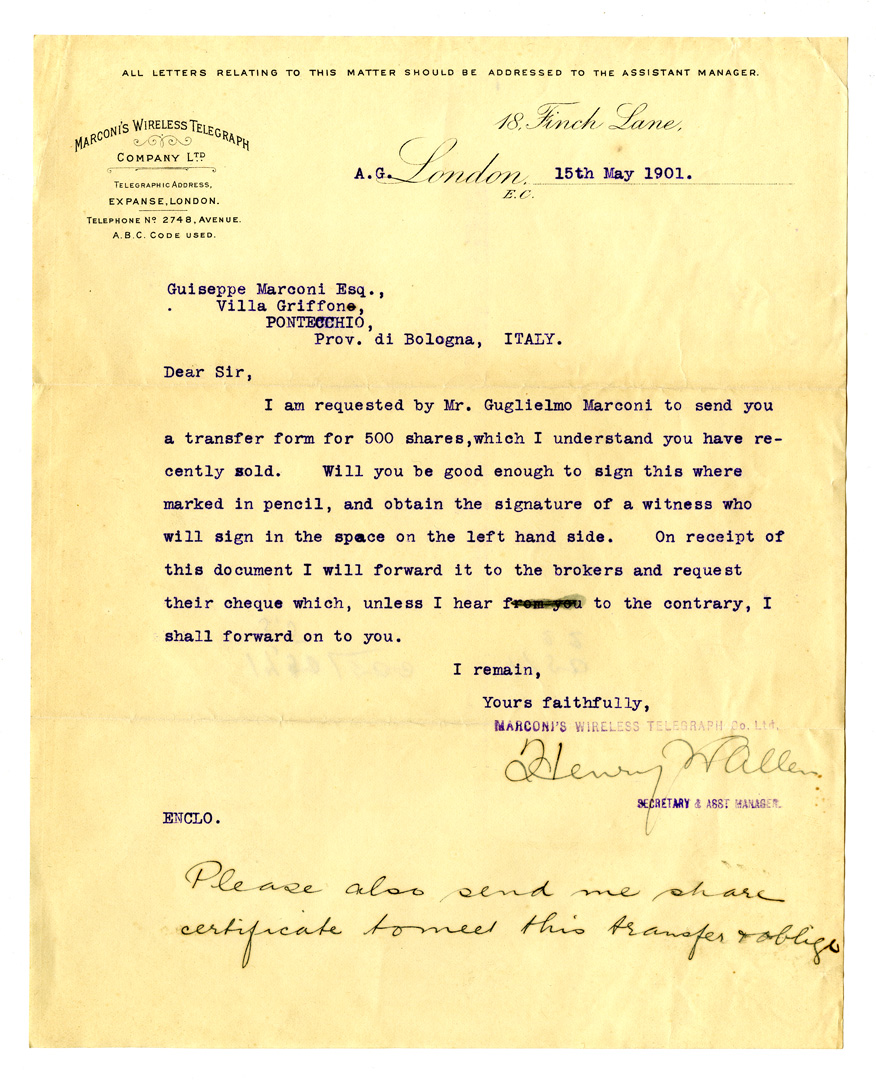 ALL LETTERS RELATING TO THIS MATTER SHOULD BE ADDRESSED TO THE ASSISTANT MANAGER.
MARCONI'S WIRELESS TELEGRAPH
COMPANY LTD
TELEGRAPHIC ADDRESS,
EXPANSE, LONDON.
TELEPHONE No 2748, AVENUE.
A.B.C. CODE USED.
18, Finch Lane,
A.G. London, 15th May 1901.
E.C.
Guiseppe Marconi Esq.,
. Villa Griffone,
PONTECCHIO,
Prov. di Bologna, ITALY.
Dear Sir,
I am requested by Mr. Guglielmo Marconi to send you
a transfer form for 500 shares,which I understand you have re-
cently sold. Will you be good enough to sign this where
marked in pencil, and obtain the signature of a witness who
will sign in the space on the left hand side. On receipt of
this document I will forward it to the brokers and request
their cheque which, unless I hear from you to the contrary, I
shall forward on to you.
I remain,
Yours faithfully,
MARCONI'S WIRELESS TELEGRAPH Co. Ltd.
Henry W Allen
SECRETARY & ASST MANAGER.
ENCLO.
Please also send me share
certificate to meet this transfer & oblige